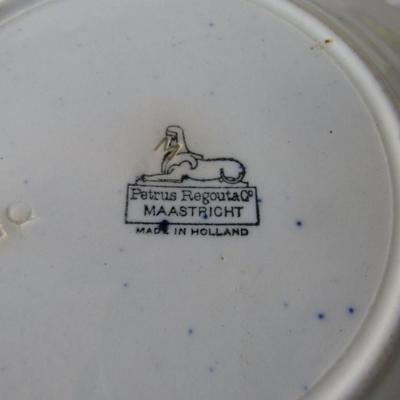 Petrus Regout & Co
MAASTRICHT
MADE IN HOLLAND